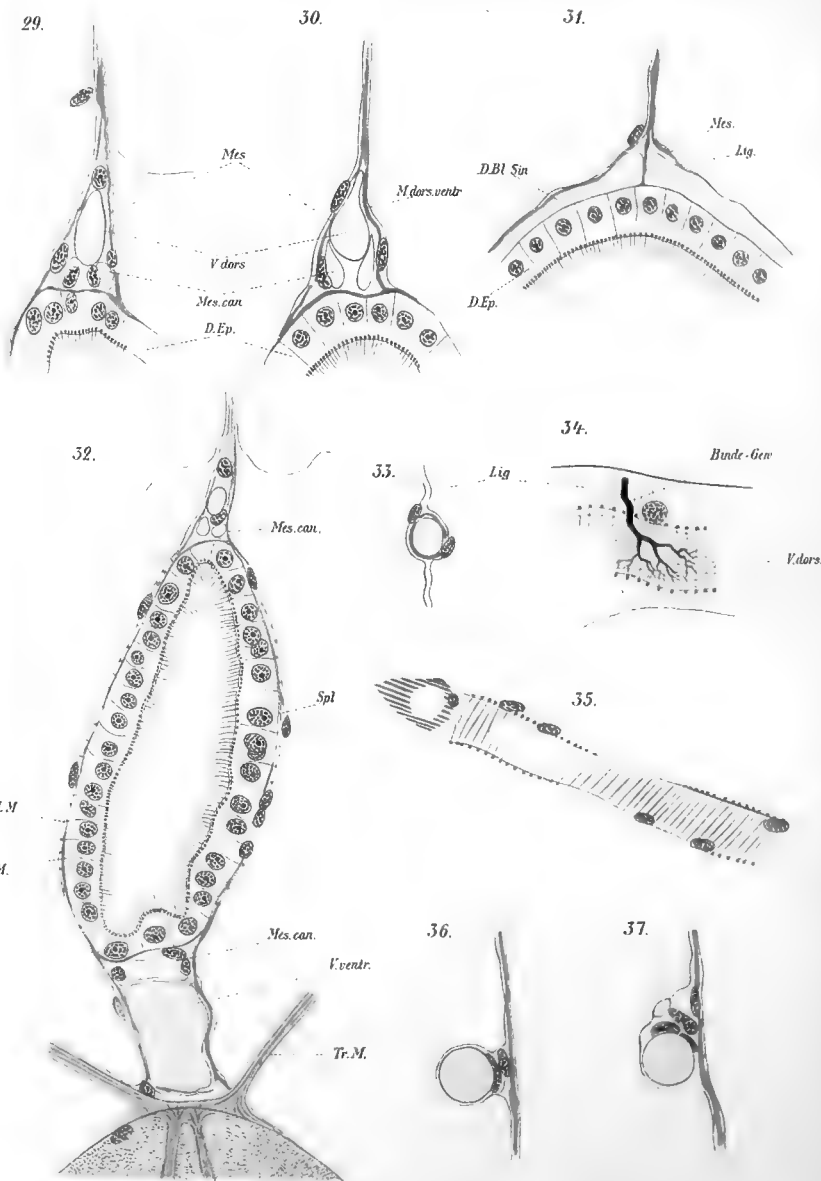 29.
30.
31.
Mes
Mes.
Lig.
M.dors.ventr
D.Bl Sin
V.dors
Mes.can
D.Ep.
D.Ep.
32.
33.
Lig
34.
Binde-Gew
Mes.can.
V.dors.
Spl
35.
M
M.
Mes.can.
36.
37.
V.ventr.
Tr.M.